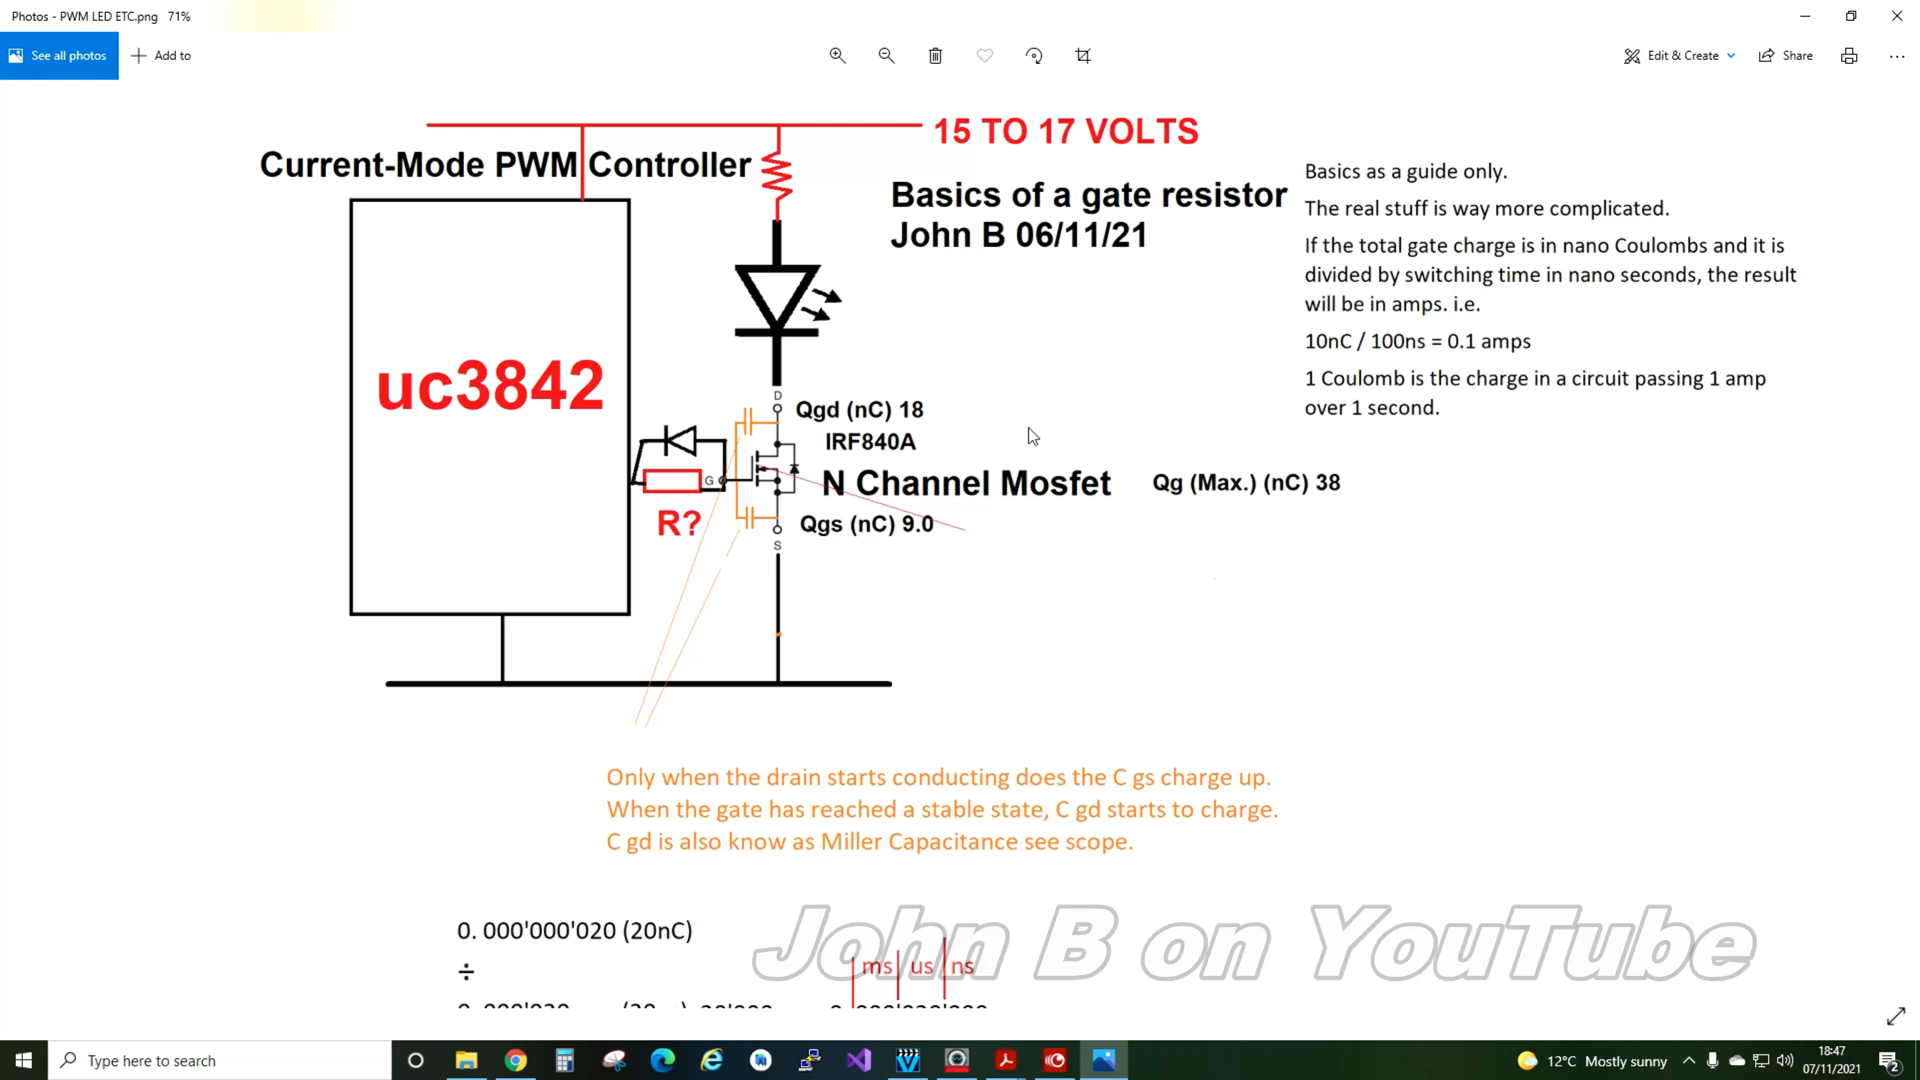 Photos - PWM LED ETC.png 71%
See all photos
Add to
Edit & Create
Share
15 TO 17 VOLTS
Current-Mode PWM Controller
Basics of a gate resistor
John B 06/11/21
Basics as a guide only.
The real stuff is way more complicated.
If the total gate charge is in nano Coulombs and it is
divided by switching time in nano seconds, the result
will be in amps. i.e.
10nC / 100ns = 0.1 amps
1 Coulomb is the charge in a circuit passing 1 amp
over 1 second.
uc3842
D
Qgd (nC) 18
IRF840A
G
N Channel Mosfet
Qg (Max.) (nC) 38
R?
Qgs (nC) 9.0
S
Only when the drain starts conducting does the C gs charge up.
When the gate has reached a stable state, C gd starts to charge.
C gd is also know as Miller Capacitance see scope.
0. 000'000'020 (20nC)
÷
ms us ns
John B on YouTube
Type here to search
12°C Mostly sunny
18:47
07/11/2021
2